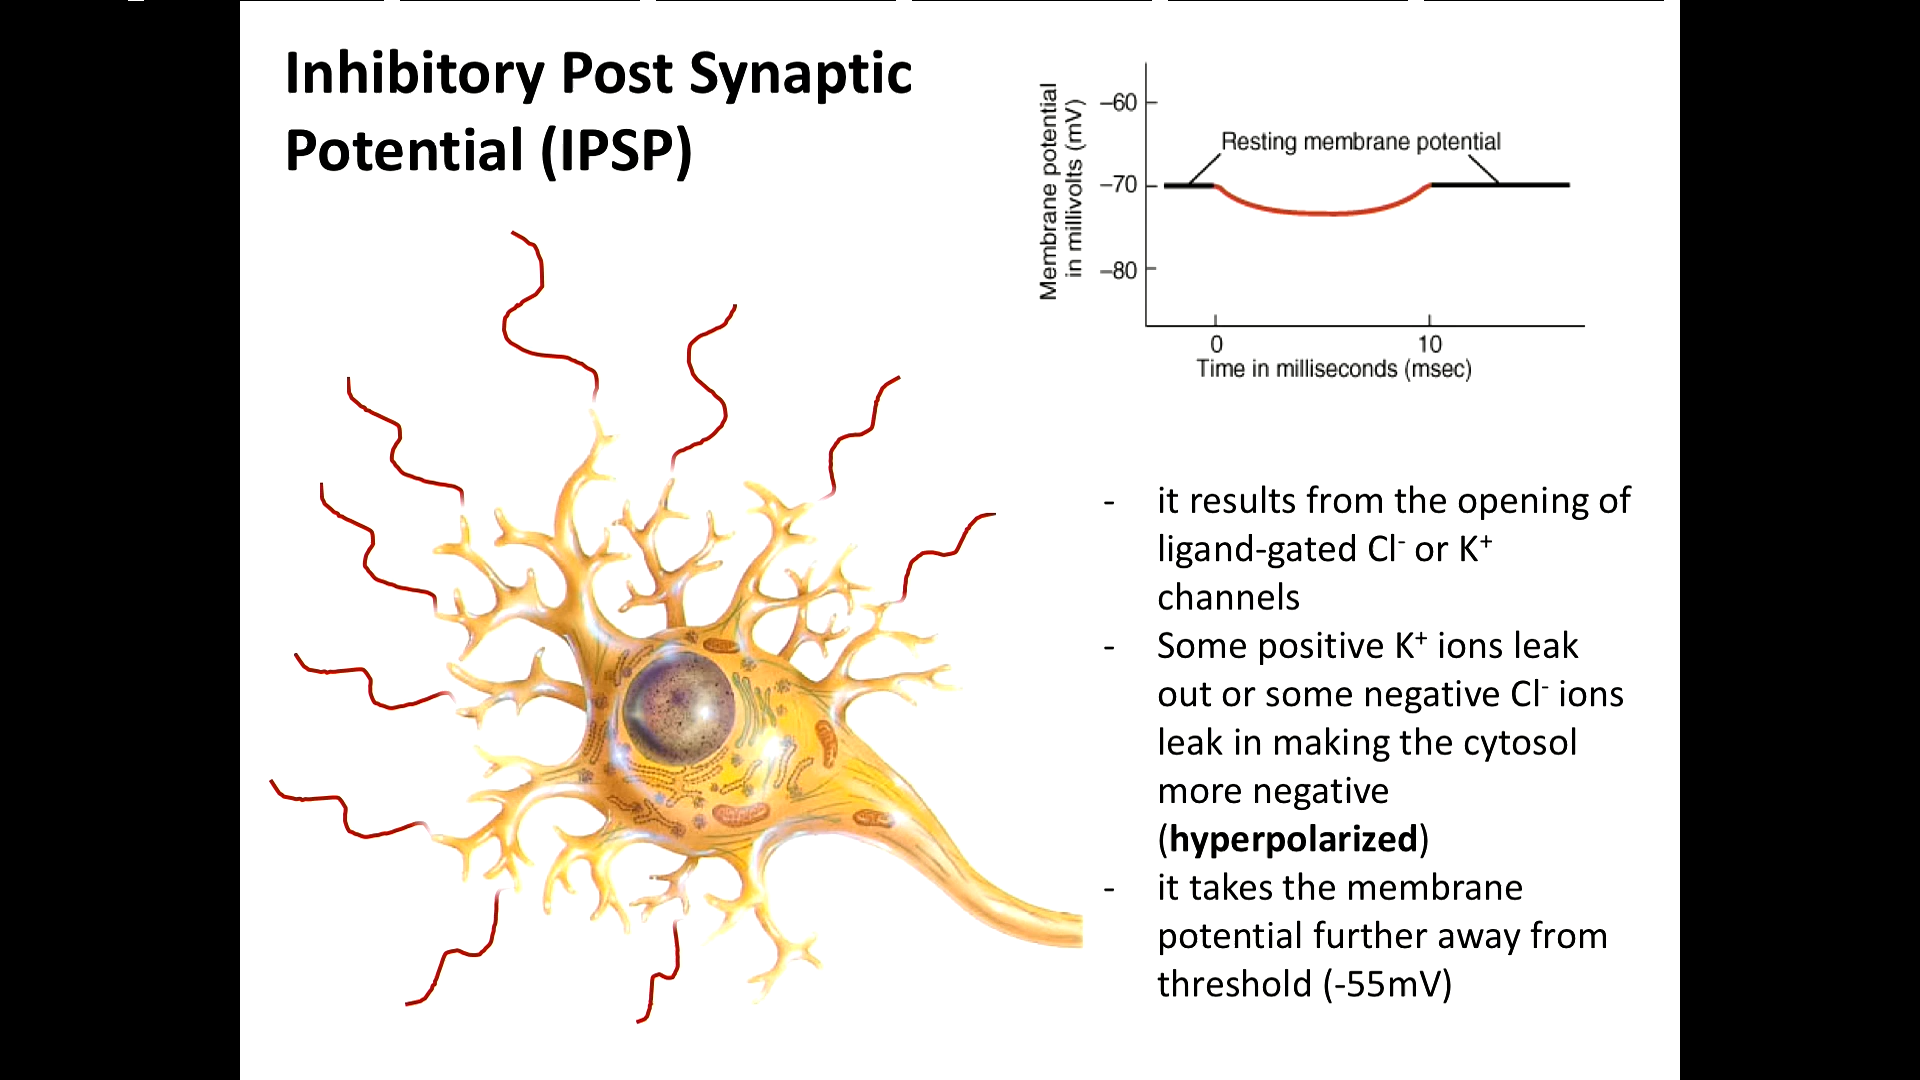 Inhibitory Post Synaptic
Potential (IPSP)
Membrane potential
in millivolts (mV)
–60
Resting membrane potential
–70
–80
0
10
Time in milliseconds (msec)
- it results from the opening of
ligand-gated Cl⁻ or K⁺
channels
- Some positive K⁺ ions leak
out or some negative Cl⁻ ions
leak in making the cytosol
more negative
(hyperpolarized)
- it takes the membrane
potential further away from
threshold (-55mV)